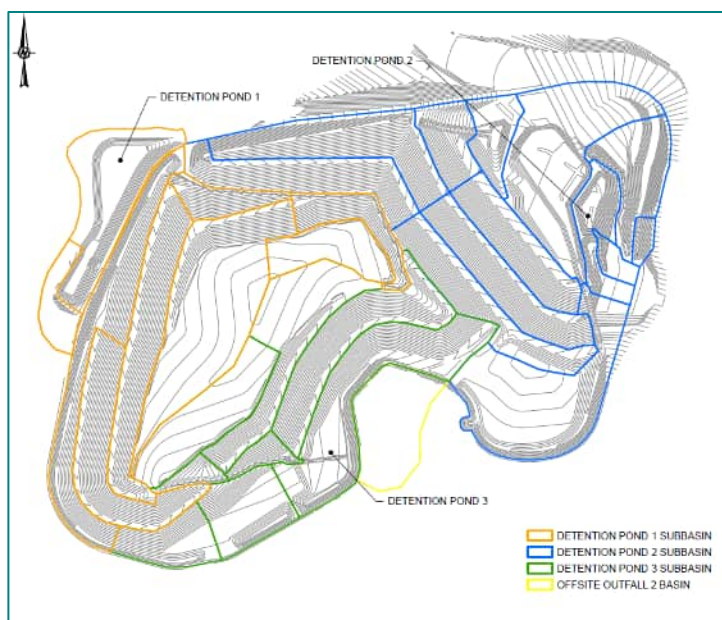 DETENTION POND 2
DETENTION POND 1
DETENTION POND 3
DETENTION POND 1 SUBBASIN
DETENTION POND 2 SUBBASIN
DETENTION POND 3 SUBBASIN
OFFSITE OUTFALL 2 BASIN